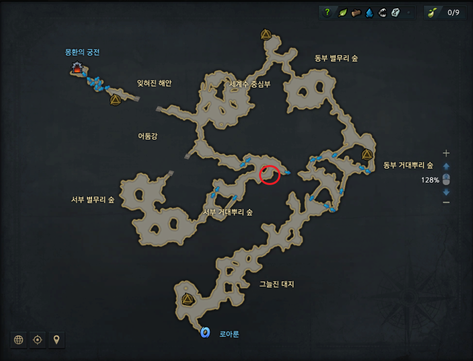 0/9
몽환의 궁전
동부 별무리 숲
잊혀진 해안
세계수 중심부
어둠강
동부 거대뿌리 숲
128%
서부 별무리 숲
서부 거대뿌리 숲
그늘진 대지
로아룬